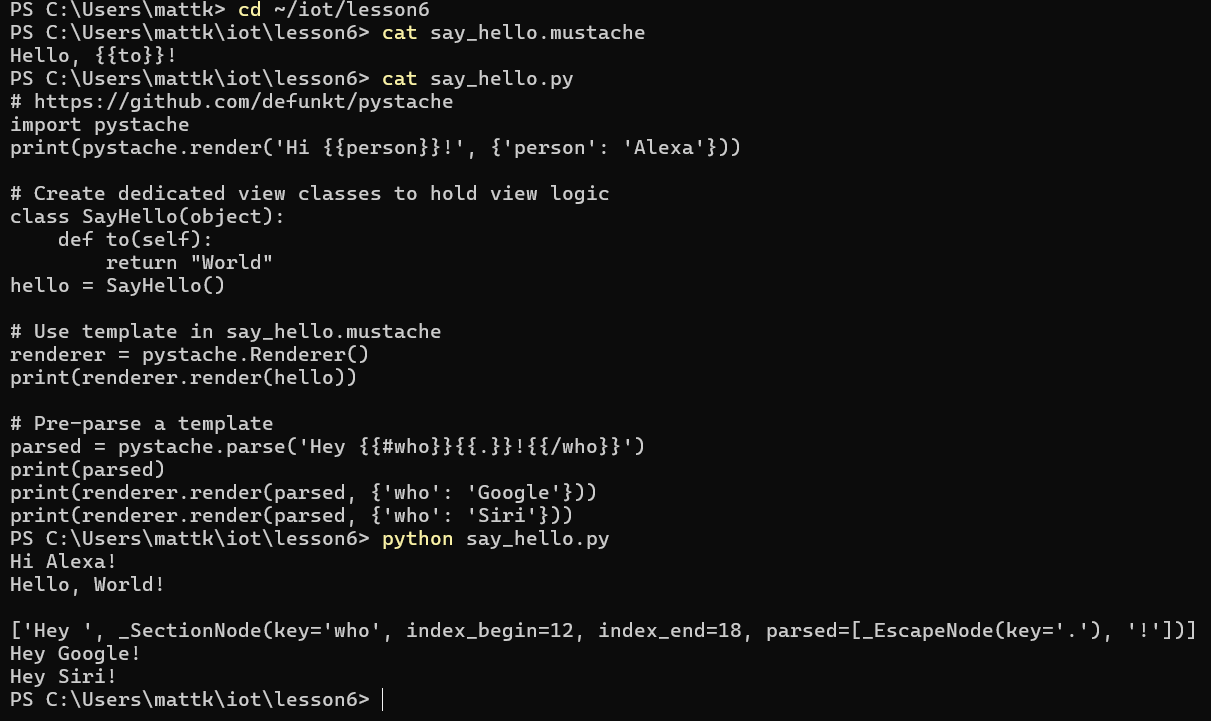 PS C:\Users\mattk> cd ~/iot/lesson6
PS C:\Users\mattk\iot\lesson6> cat say_hello.mustache
Hello, {{to}}!
PS C:\Users\mattk\iot\lesson6> cat say_hello.py
# https://github.com/defunkt/pystache
import pystache
print(pystache.render('Hi {{person}}!', {'person': 'Alexa'}))

# Create dedicated view classes to hold view logic
class SayHello(object):
    def to(self):
        return "World"
hello = SayHello()

# Use template in say_hello.mustache
renderer = pystache.Renderer()
print(renderer.render(hello))

# Pre-parse a template
parsed = pystache.parse('Hey {{#who}}{{.}}!{{/who}}')
print(parsed)
print(renderer.render(parsed, {'who': 'Google'}))
print(renderer.render(parsed, {'who': 'Siri'}))
PS C:\Users\mattk\iot\lesson6> python say_hello.py
Hi Alexa!
Hello, World!

['Hey ', _SectionNode(key='who', index_begin=12, index_end=18, parsed=[_EscapeNode(key='.'), '!'])]
Hey Google!
Hey Siri!
PS C:\Users\mattk\iot\lesson6>